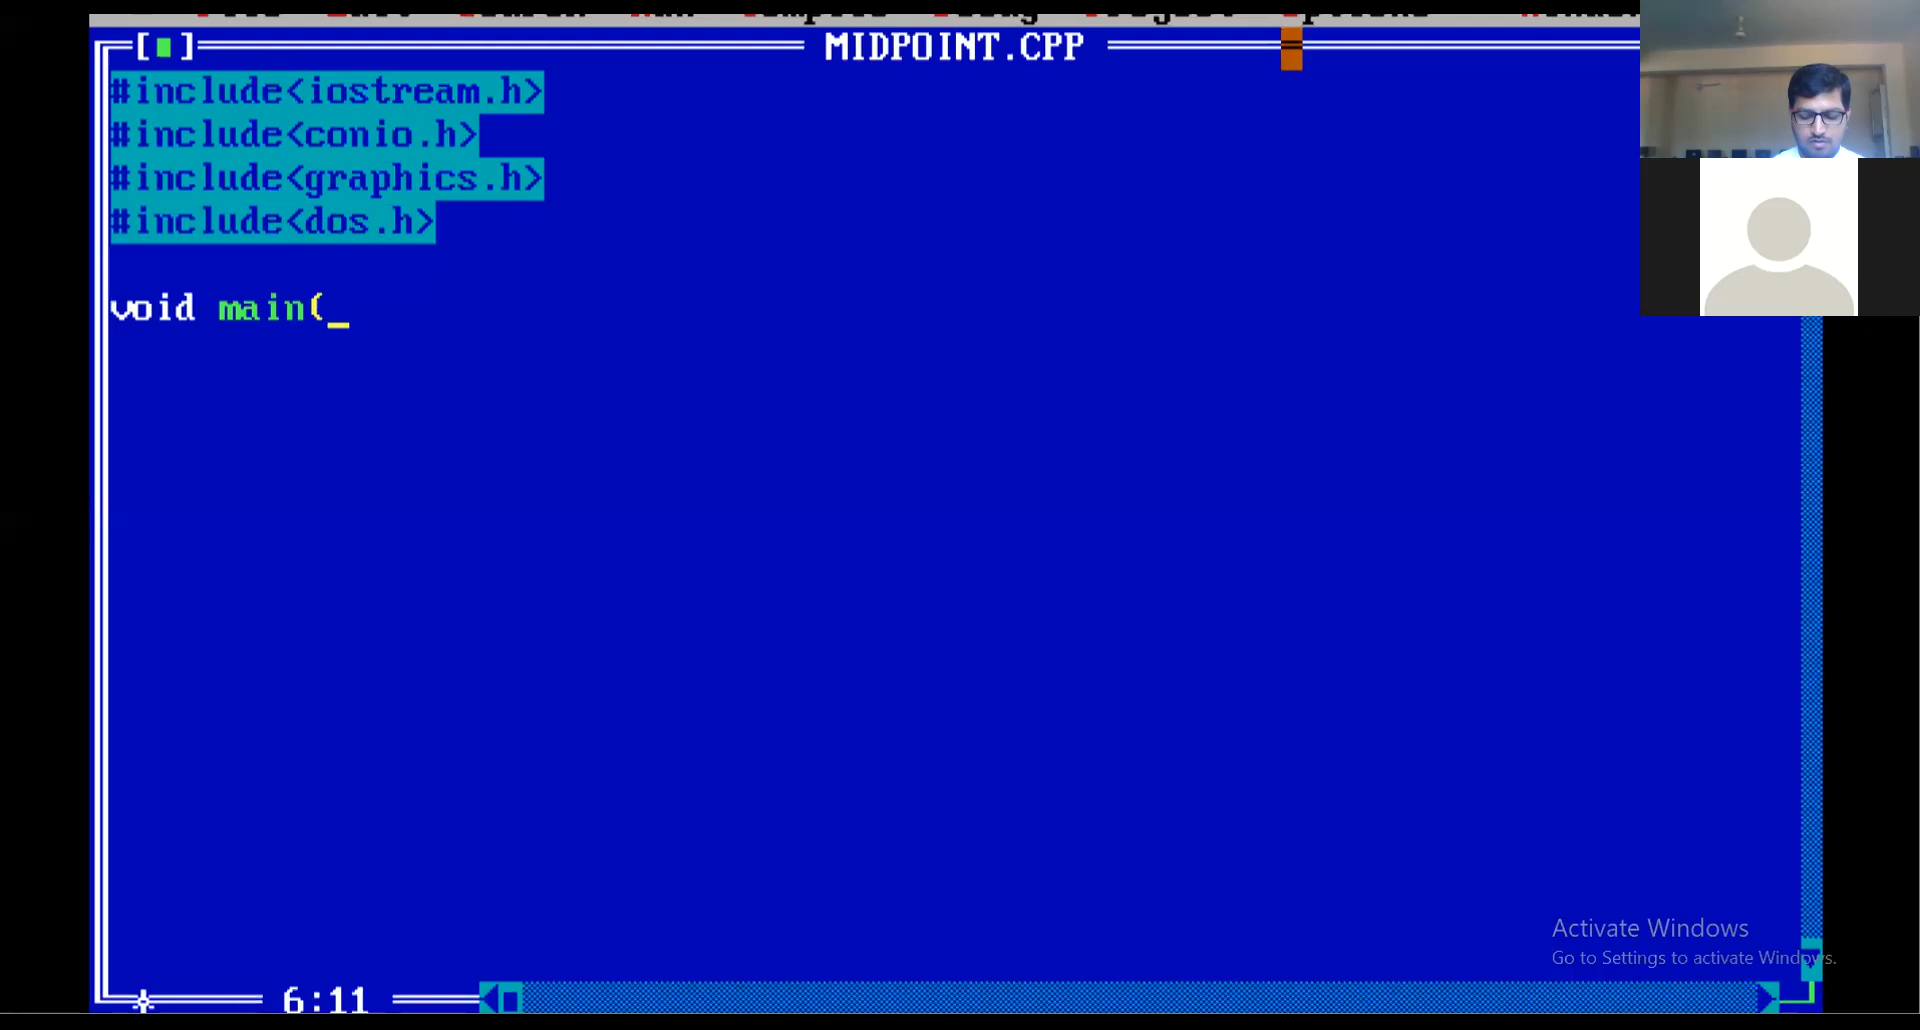 [ ] MIDPOINT.CPP
#include<iostream.h>
#include<conio.h>
#include<graphics.h>
#include<dos.h>
void main(_
Activate Windows
Go to Settings to activate Windows.
6:11